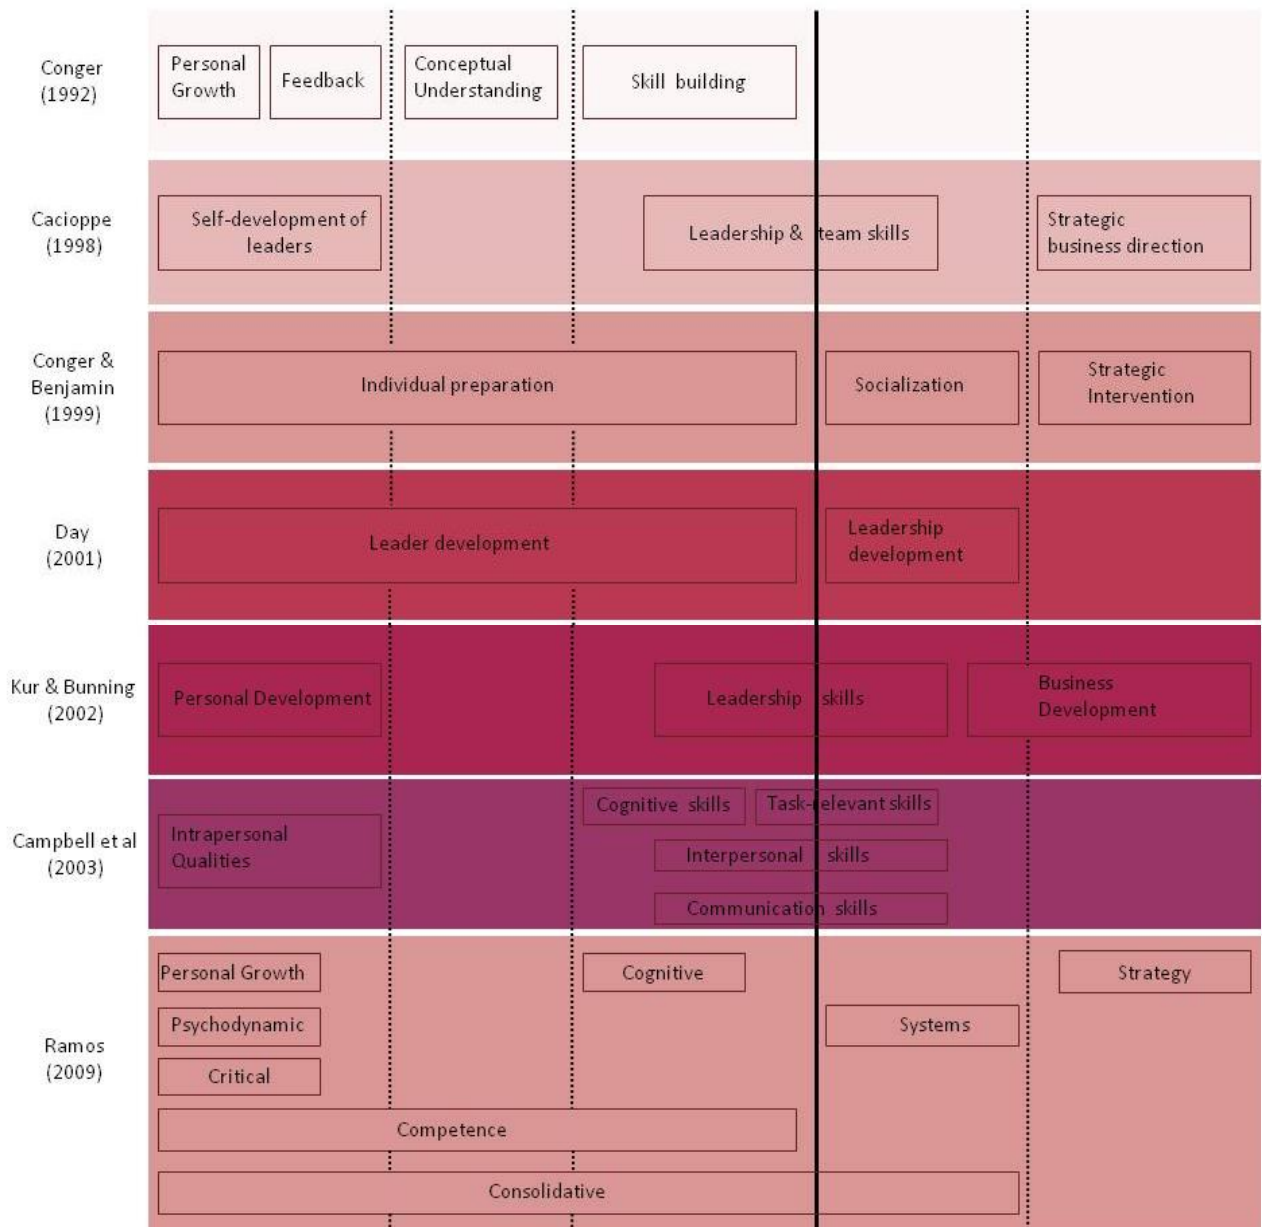 Conger
(1992)
Personal
Growth
Feedback
Conceptual
Understanding
Skill building
Cacioppe
(1998)
Self-development of
leaders
Leadership & team skills
Strategic
business direction
Conger &
Benjamin
(1999)
Individual preparation
Socialization
Strategic
Intervention
Day
(2001)
Leader development
Leadership
development
Kur & Bunning
(2002)
Personal Development
Leadership skills
Business
Development
Campbell et al
(2003)
Intrapersonal
Qualities
Cognitive skills
Task-relevant skills
Interpersonal skills
Communication skills
Ramos
(2009)
Personal Growth
Cognitive
Strategy
Psychodynamic
Systems
Critical
Competence
Consolidative